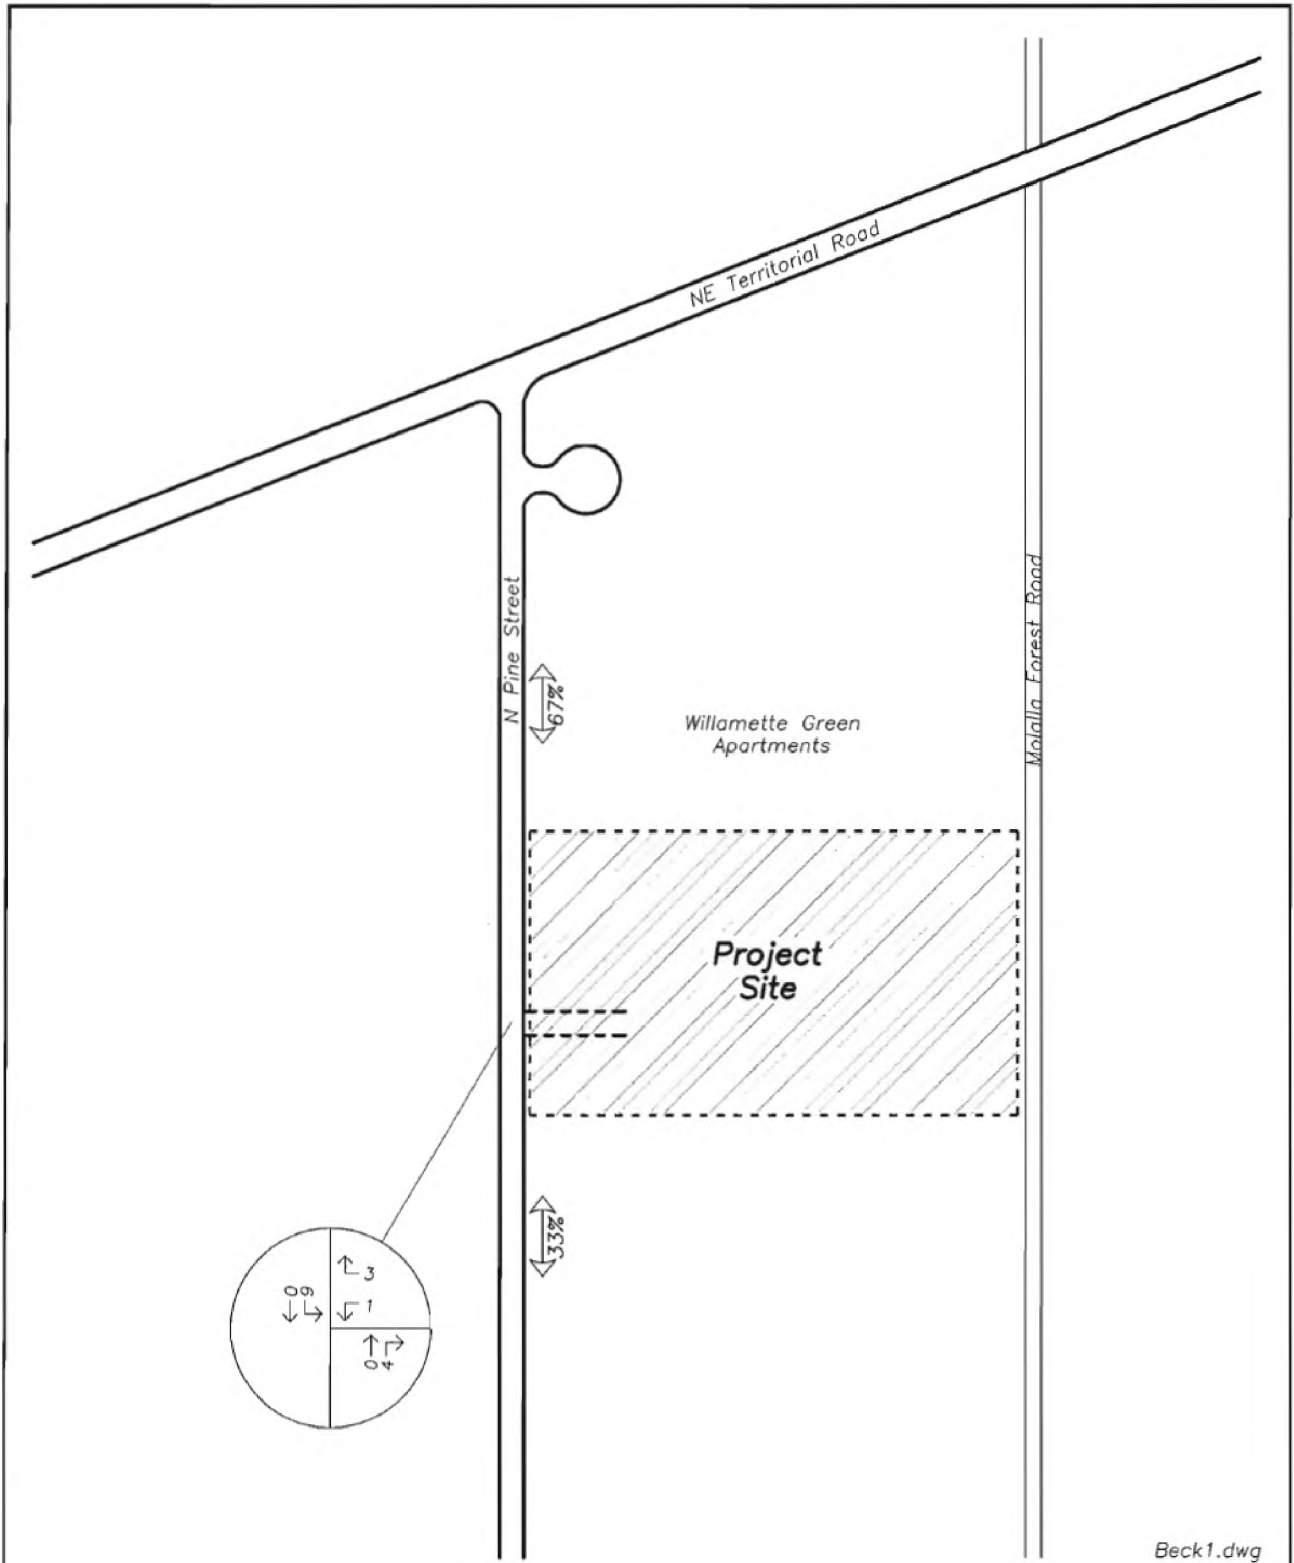 NE Territorial Road
N Pine Street
Molalla Forest Road
67%
Willamette Green
Apartments
Project
Site
33%
3
0
9
1
0
4
Beck1.dwg